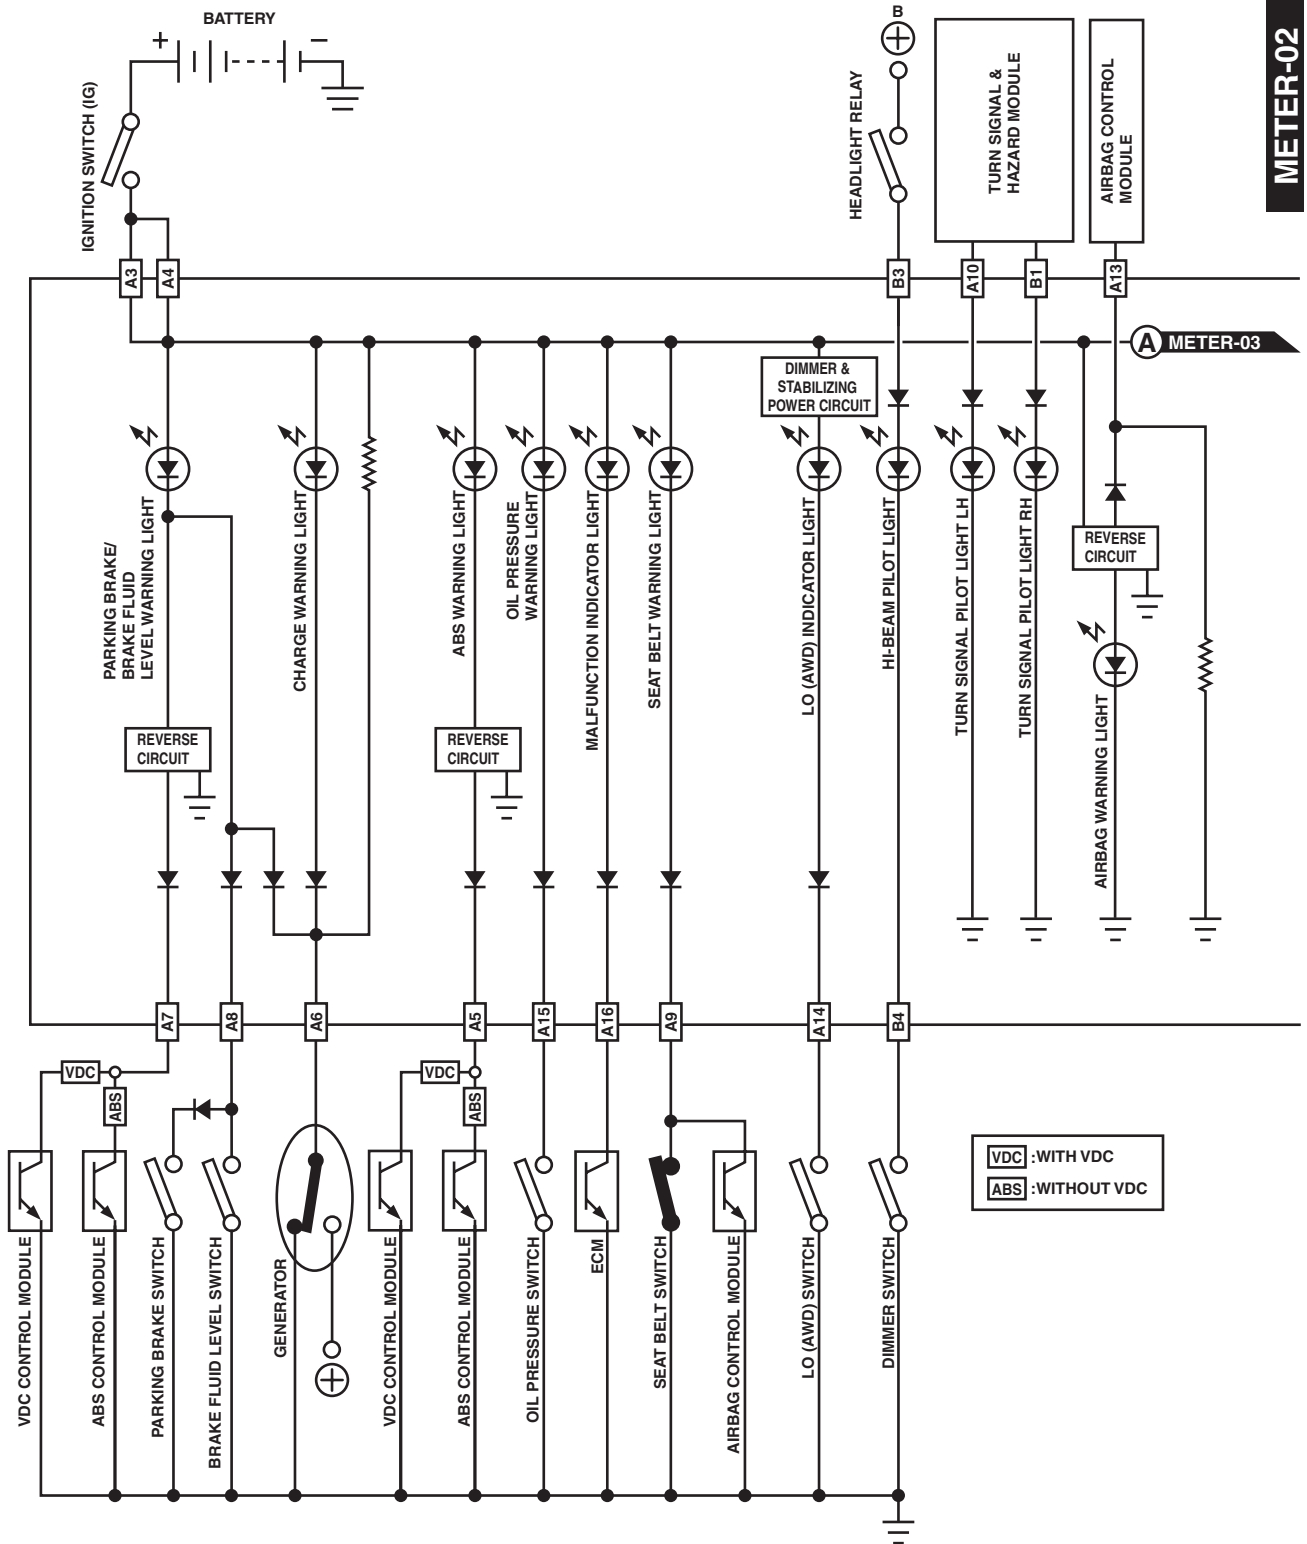 BATTERY
+
−
IGNITION SWITCH (IG)
B
HEADLIGHT RELAY
TURN SIGNAL &
HAZARD MODULE
AIRBAG CONTROL
MODULE
METER-02
A3
A4
B3
A10
B1
A13
A
METER-03
DIMMER &
STABILIZING
POWER CIRCUIT
PARKING BRAKE/
BRAKE FLUID
LEVEL WARNING LIGHT
CHARGE WARNING LIGHT
ABS WARNING LIGHT
OIL PRESSURE
WARNING LIGHT
MALFUNCTION INDICATOR LIGHT
SEAT BELT WARNING LIGHT
LO (AWD) INDICATOR LIGHT
HI-BEAM PILOT LIGHT
TURN SIGNAL PILOT LIGHT LH
TURN SIGNAL PILOT LIGHT RH
REVERSE
CIRCUIT
AIRBAG WARNING LIGHT
REVERSE
CIRCUIT
REVERSE
CIRCUIT
A7
A8
A6
A5
A15
A16
A9
A14
B4
VDC
ABS
VDC
ABS
VDC CONTROL MODULE
ABS CONTROL MODULE
PARKING BRAKE SWITCH
BRAKE FLUID LEVEL SWITCH
GENERATOR
VDC CONTROL MODULE
ABS CONTROL MODULE
OIL PRESSURE SWITCH
ECM
SEAT BELT SWITCH
AIRBAG CONTROL MODULE
LO (AWD) SWITCH
DIMMER SWITCH
VDC :WITH VDC
ABS :WITHOUT VDC